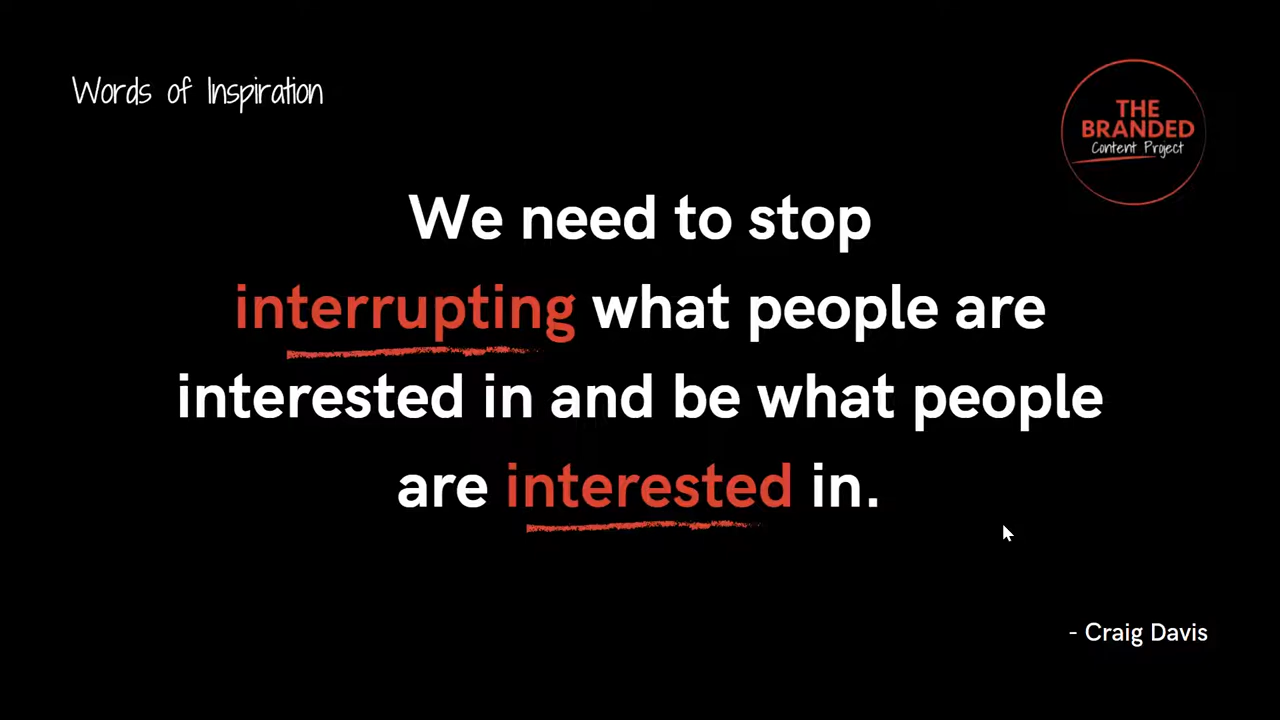 Words of Inspiration
THE
BRANDED
Content Project
We need to stop
interrupting what people are
interested in and be what people
are interested in.
- Craig Davis